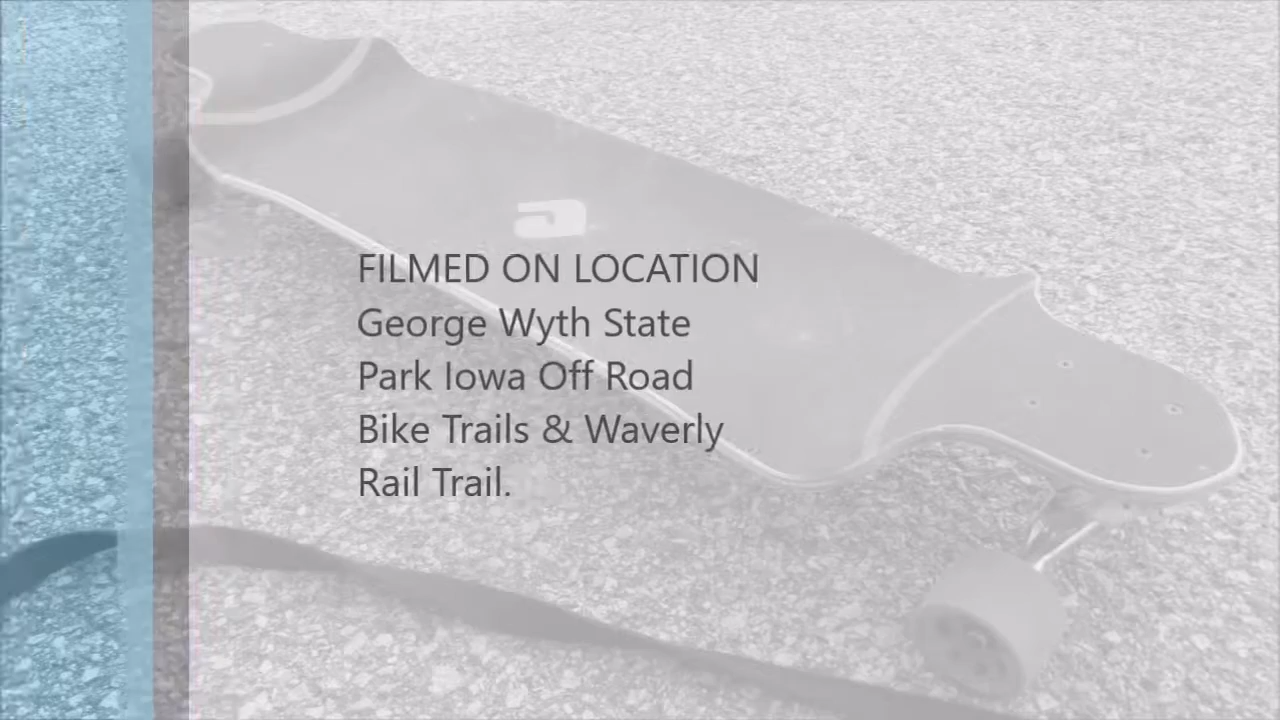 FILMED ON LOCATION
George Wyth State
Park Iowa Off Road
Bike Trails & Waverly
Rail Trail.